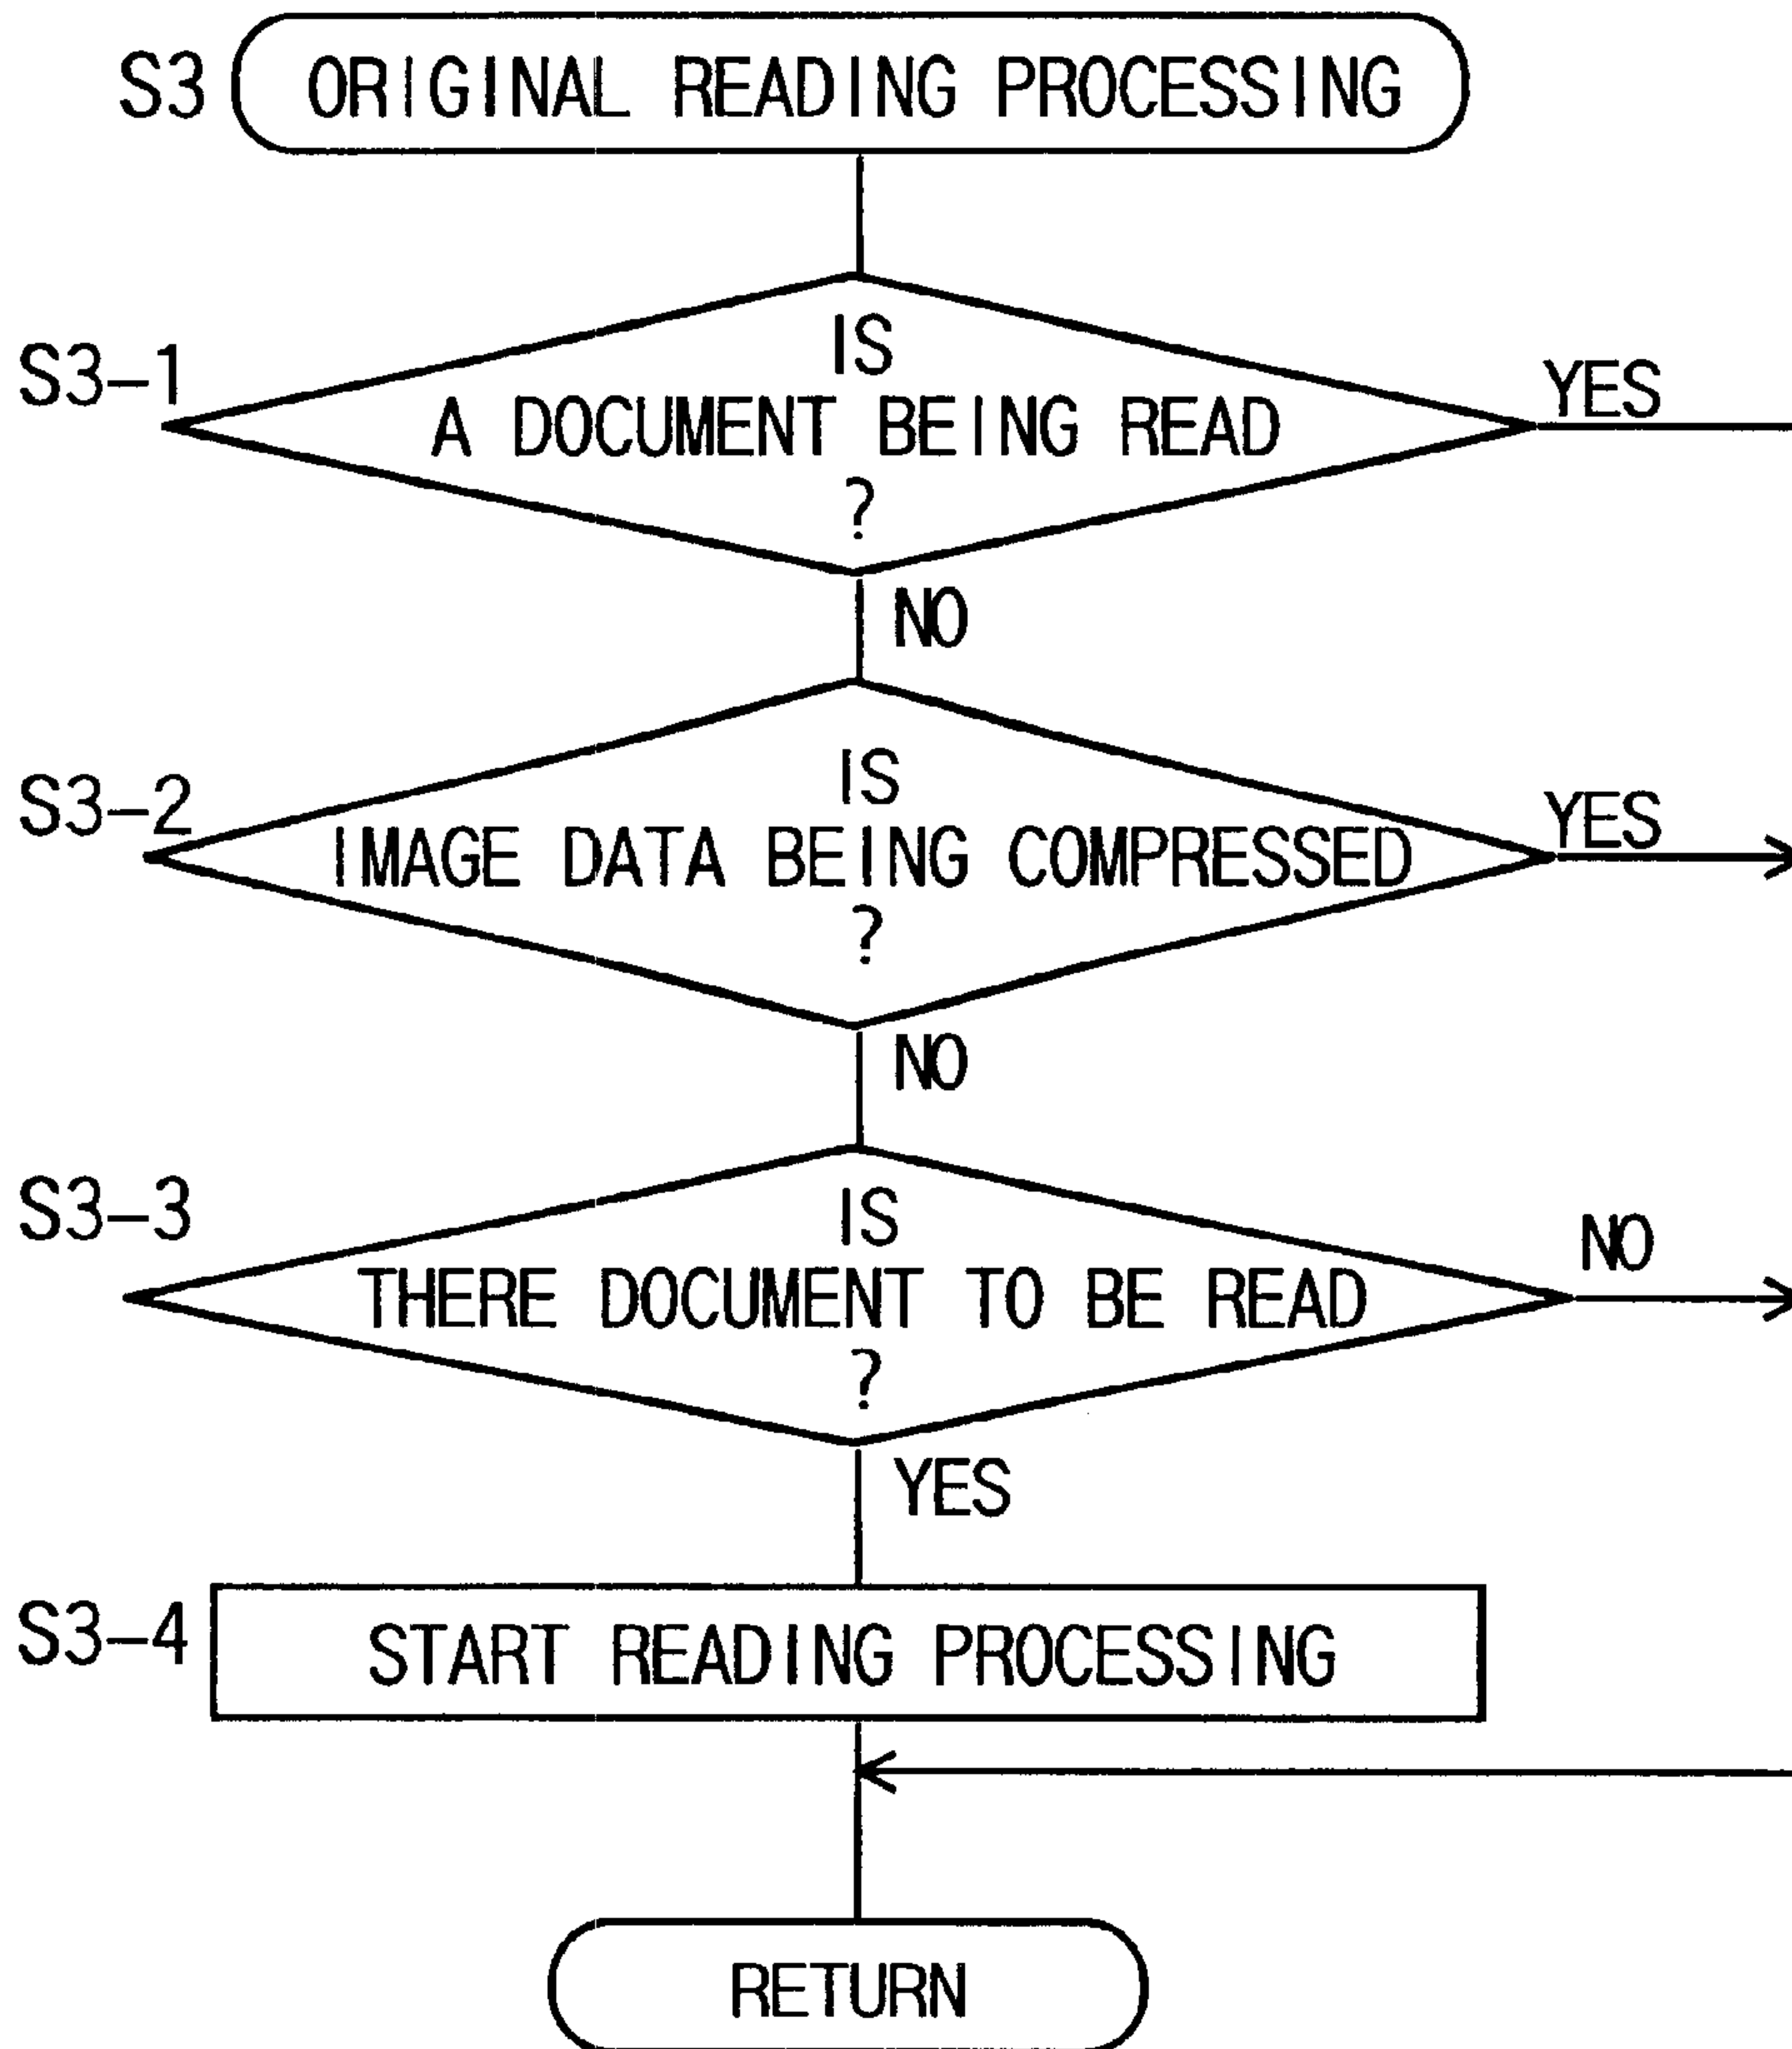 S3 ORIGINAL READING PROCESSING
S3-1
IS
A DOCUMENT BEING READ
?
YES
NO
S3-2
IS
IMAGE DATA BEING COMPRESSED
?
YES
NO
S3-3
IS
THERE DOCUMENT TO BE READ
?
NO
YES
S3-4 START READING PROCESSING
RETURN